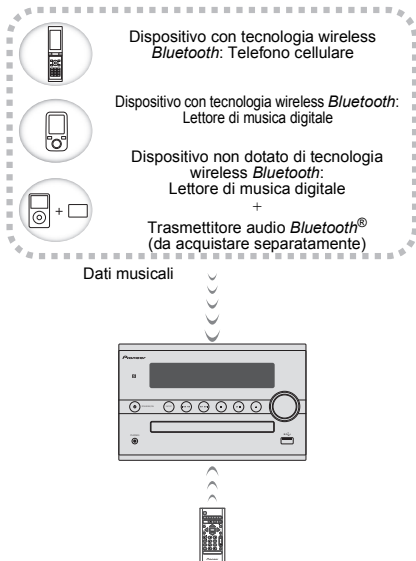 Dispositivo con tecnologia wireless
Bluetooth: Telefono cellulare
Dispositivo con tecnologia wireless Bluetooth:
Lettore di musica digitale
Dispositivo non dotato di tecnologia
wireless Bluetooth:
Lettore di musica digitale
+
+
Trasmettitore audio Bluetooth®
(da acquistare separatamente)
Dati musicali
Pioneer